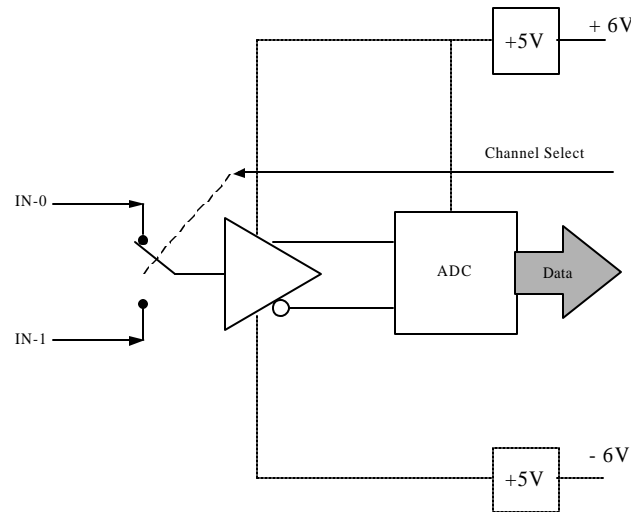 + 6V
+5V
Channel Select
IN-0
ADC
Data
IN-1
- 6V
+5V